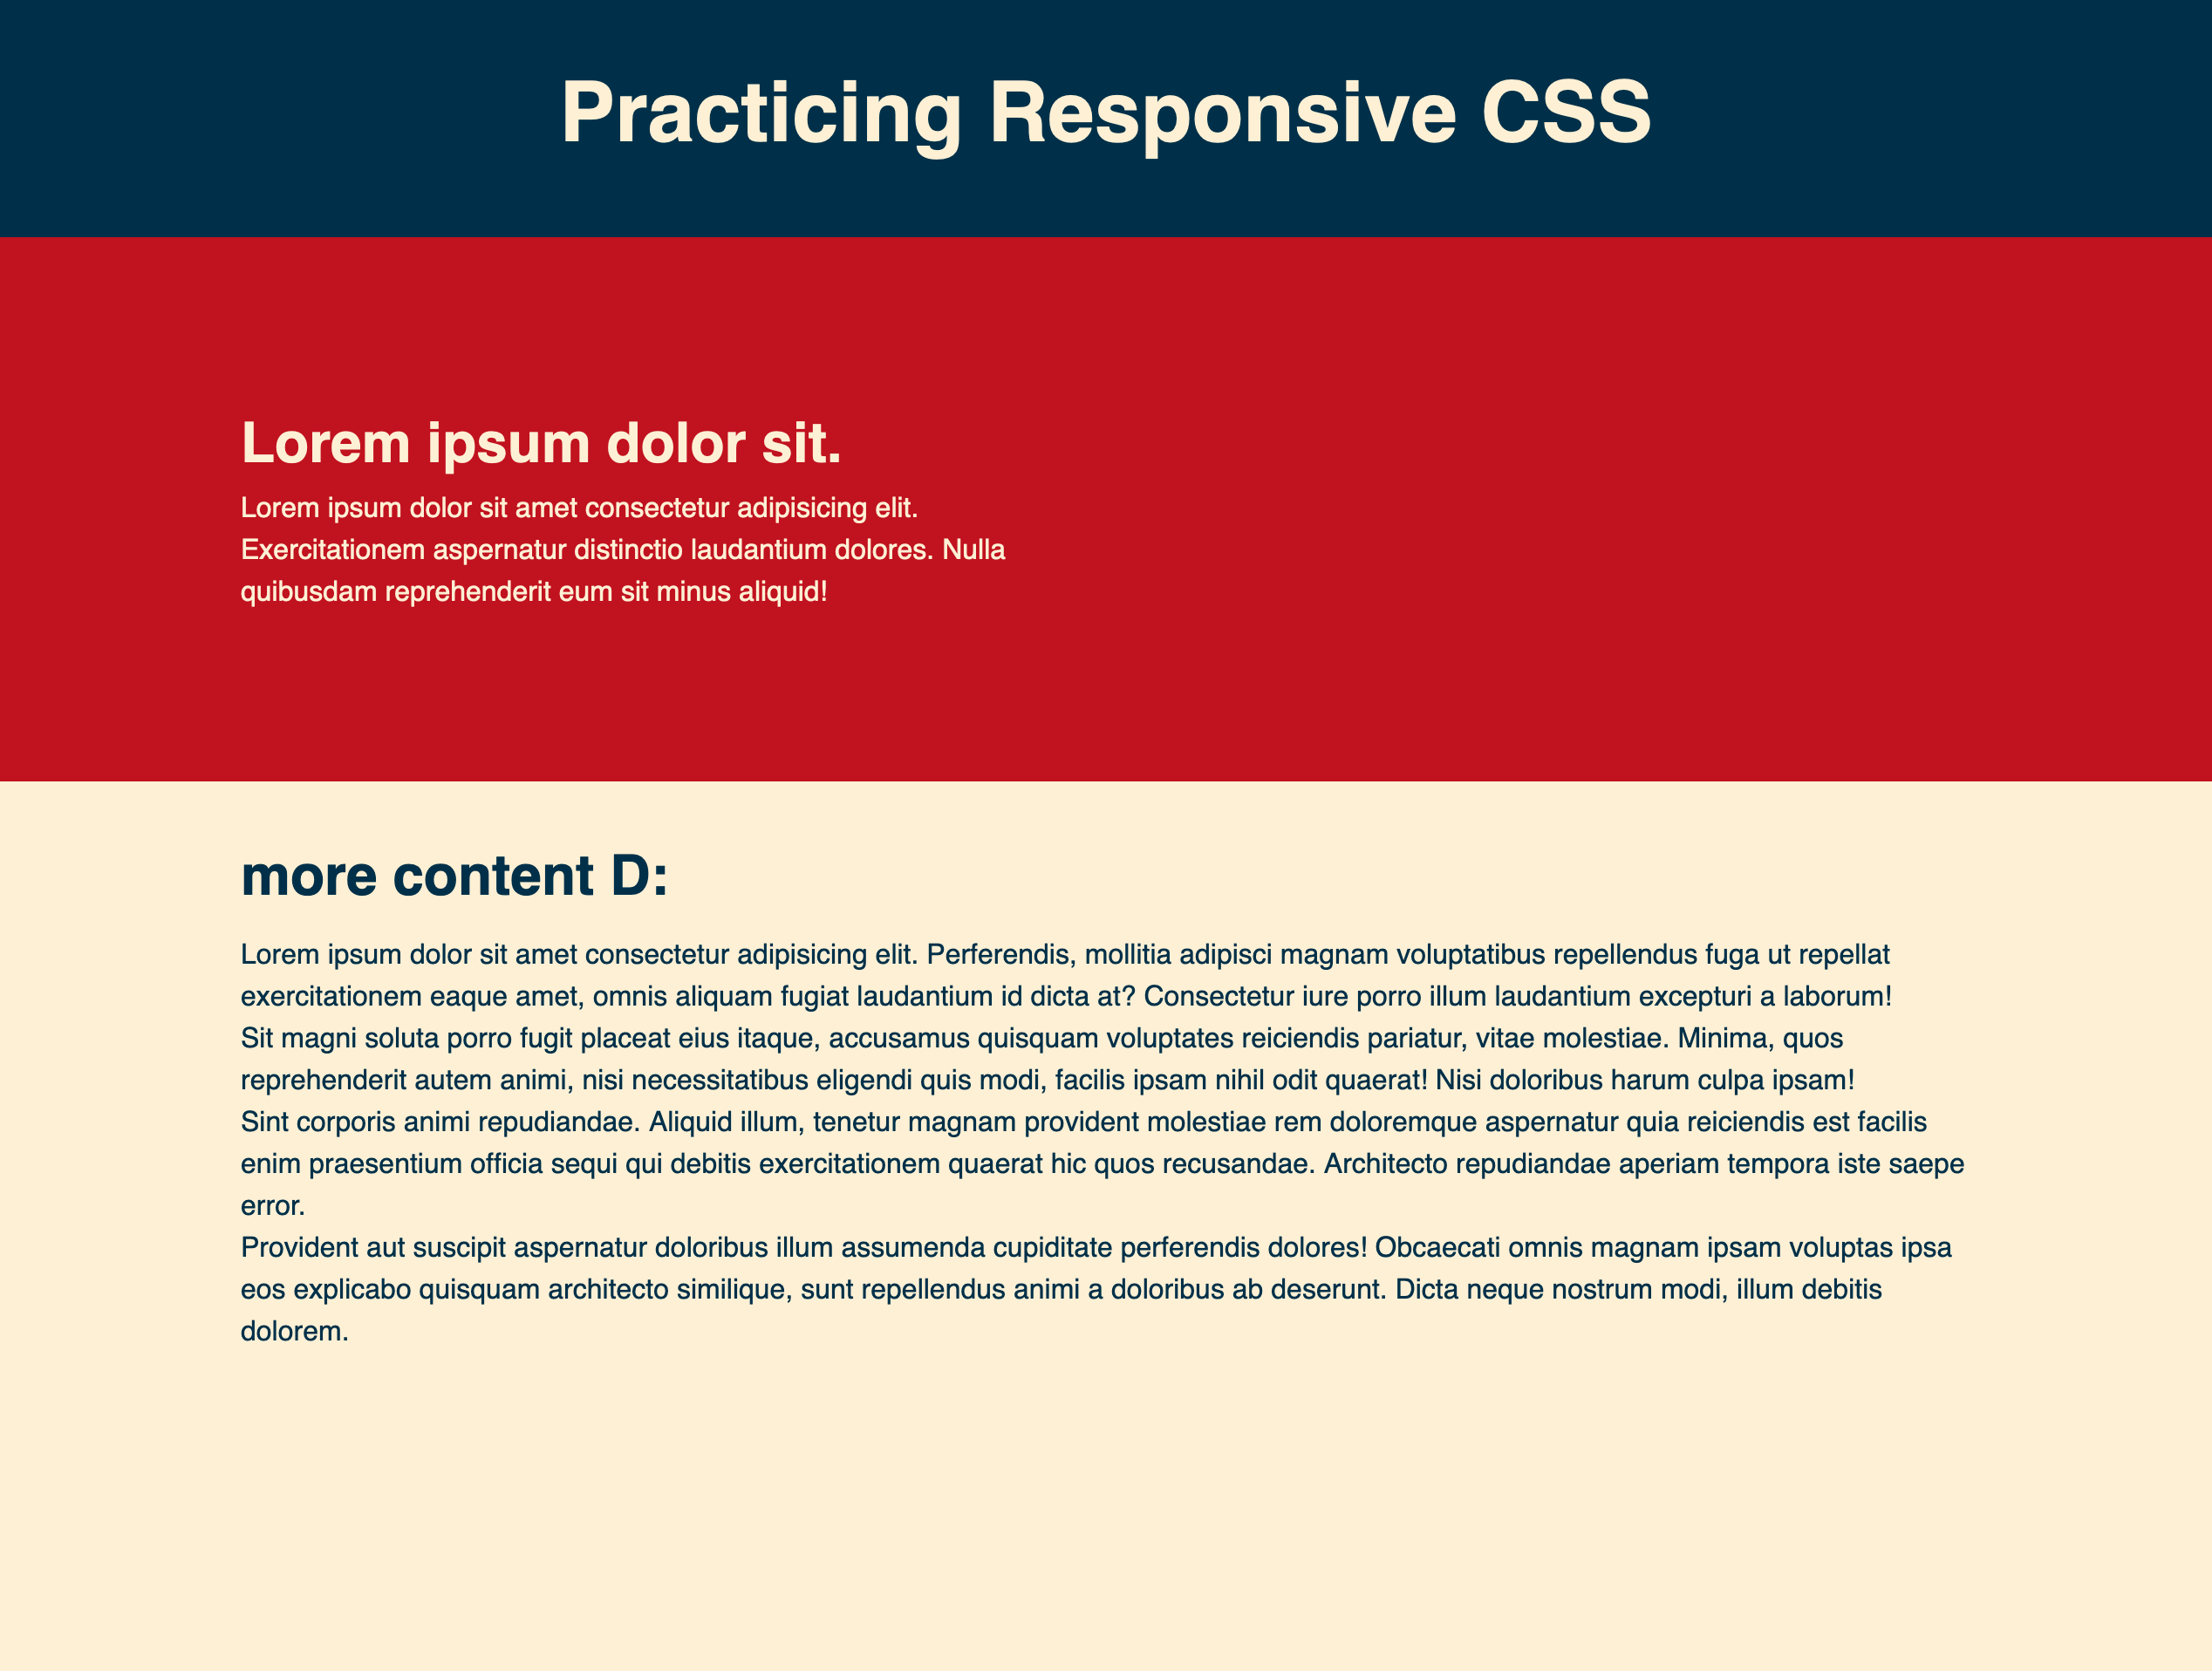 Practicing Responsive CSS
Lorem ipsum dolor sit.
Lorem ipsum dolor sit amet consectetur adipisicing elit.
Exercitationem aspernatur distinctio laudantium dolores. Nulla
quibusdam reprehenderit eum sit minus aliquid!
more content D:
Lorem ipsum dolor sit amet consectetur adipisicing elit. Perferendis, mollitia adipisci magnam voluptatibus repellendus fuga ut repellat
exercitationem eaque amet, omnis aliquam fugiat laudantium id dicta at? Consectetur iure porro illum laudantium excepturi a laborum!
Sit magni soluta porro fugit placeat eius itaque, accusamus quisquam voluptates reiciendis pariatur, vitae molestiae. Minima, quos
reprehenderit autem animi, nisi necessitatibus eligendi quis modi, facilis ipsam nihil odit quaerat! Nisi doloribus harum culpa ipsam!
Sint corporis animi repudiandae. Aliquid illum, tenetur magnam provident molestiae rem doloremque aspernatur quia reiciendis est facilis
enim praesentium officia sequi qui debitis exercitationem quaerat hic quos recusandae. Architecto repudiandae aperiam tempora iste saepe
error.
Provident aut suscipit aspernatur doloribus illum assumenda cupiditate perferendis dolores! Obcaecati omnis magnam ipsam voluptas ipsa
eos explicabo quisquam architecto similique, sunt repellendus animi a doloribus ab deserunt. Dicta neque nostrum modi, illum debitis
dolorem.